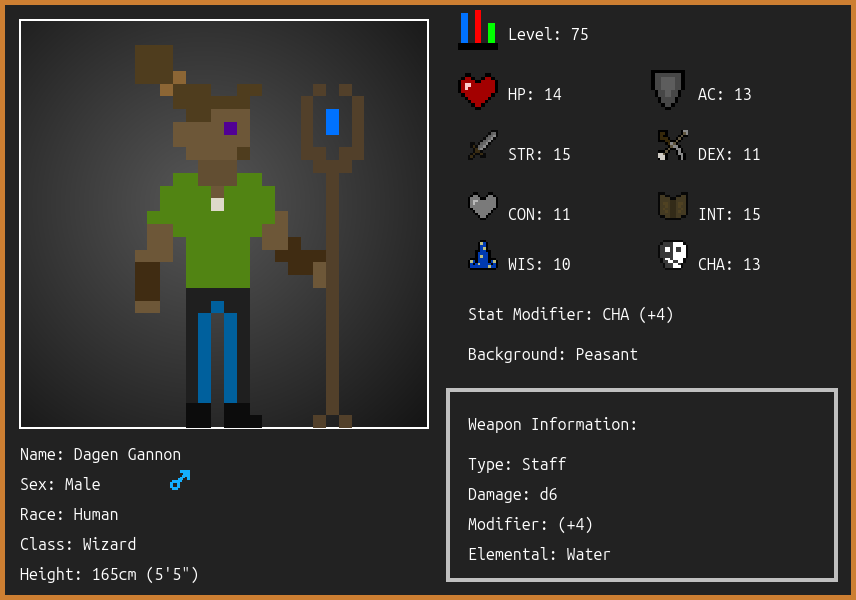 Level: 75
HP: 14
AC: 13
STR: 15
DEX: 11
CON: 11
INT: 15
WIS: 10
CHA: 13
Stat Modifier: CHA (+4)
Background: Peasant
Weapon Information:
Type: Staff
Damage: d6
Modifier: (+4)
Elemental: Water
Name: Dagen Gannon
Sex: Male
Race: Human
Class: Wizard
Height: 165cm (5'5")